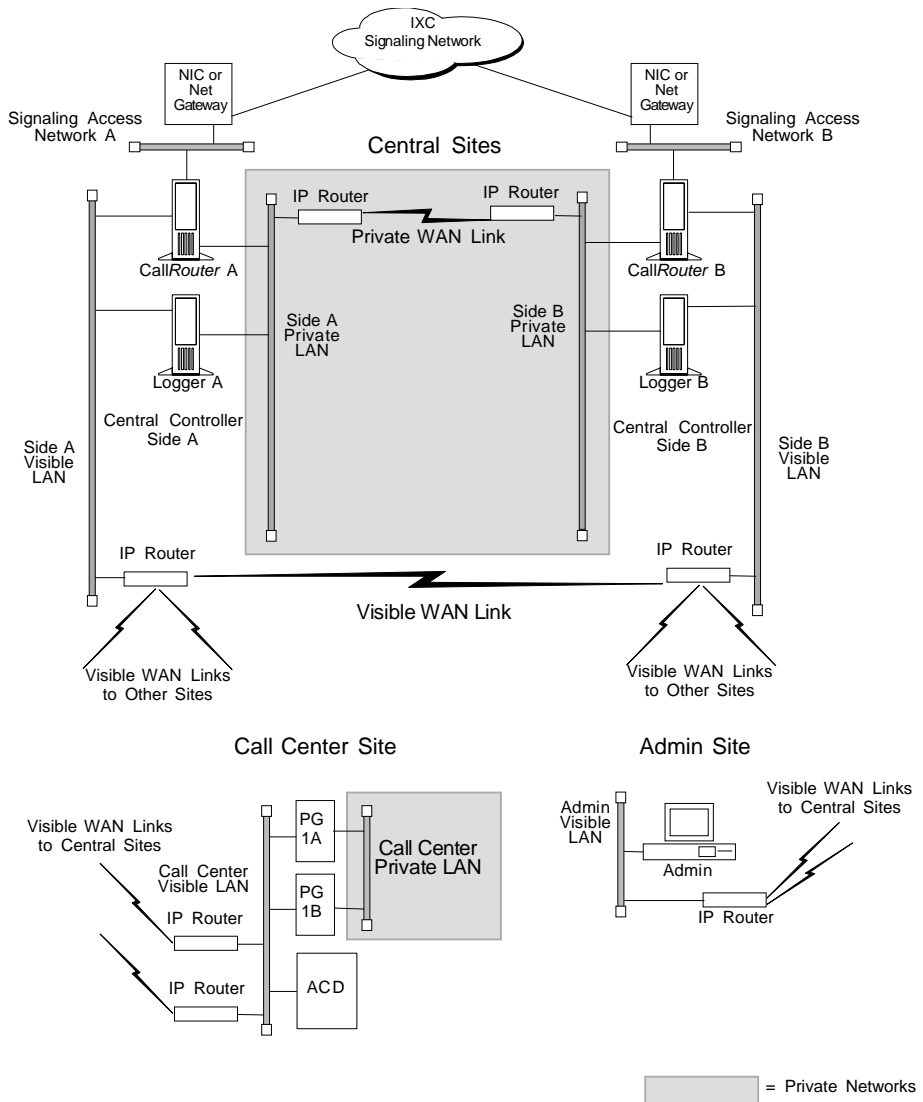 IXC
Signaling Network
NIC or
Net
Gateway
NIC or
Net
Gateway
Signaling Access
Network A
Signaling Access
Network B
Central Sites
IP Router
IP Router
Private WAN Link
CallRouter A
CallRouter B
Side A
Private
LAN
Side B
Private
LAN
Logger A
Logger B
Central Controller
Side A
Central Controller
Side B
Side A
Visible
LAN
Side B
Visible
LAN
IP Router
IP Router
Visible WAN Link
Visible WAN Links
to Other Sites
Visible WAN Links
to Other Sites
Call Center Site
Visible WAN Links
to Central Sites
Call Center
Visible LAN
PG
1A
PG
1B
Call Center
Private LAN
IP Router
IP Router
ACD
Admin Site
Admin
Visible
LAN
Visible WAN Links
to Central Sites
Admin
IP Router
= Private Networks